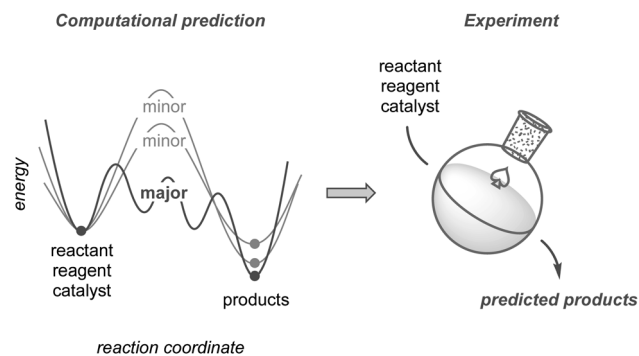 Computational prediction
energy
minor
minor
major
reactant
reagent
catalyst
products
reaction coordinate
Experiment
reactant
reagent
catalyst
predicted products